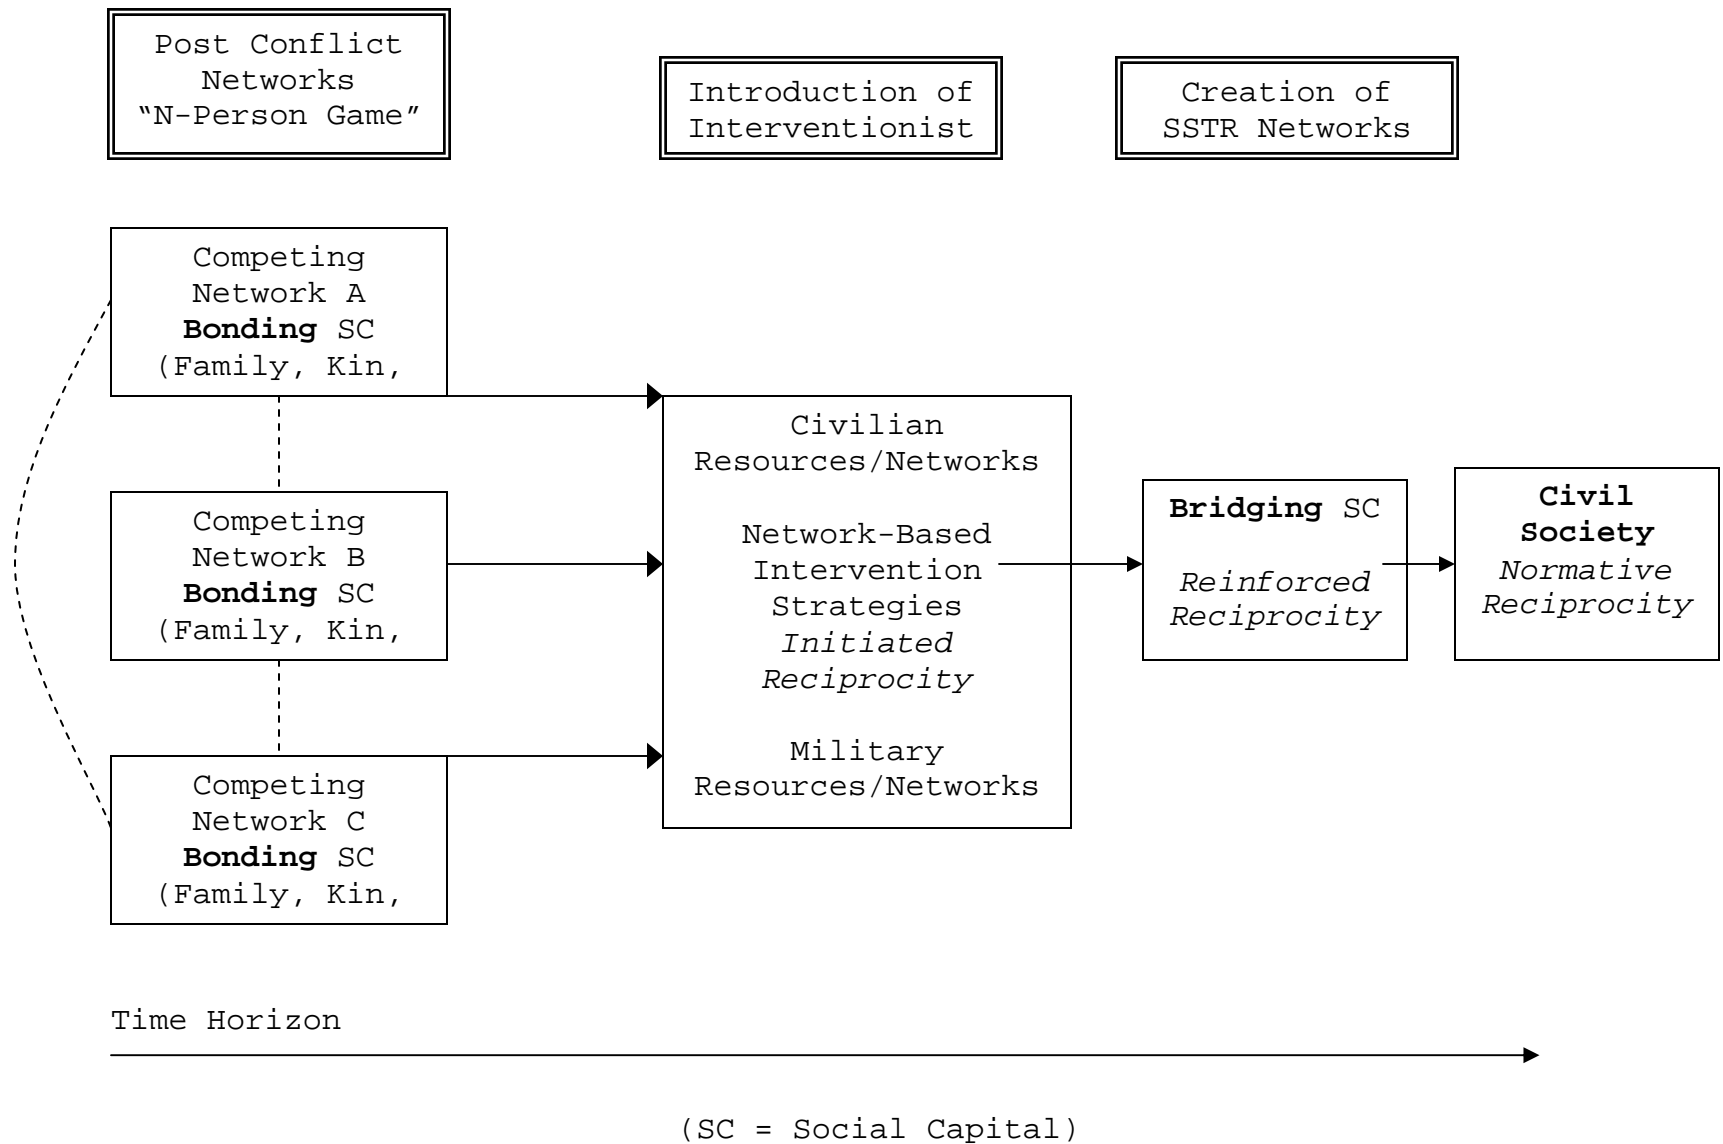 Post Conflict
Networks
“N-Person Game”
Introduction of
Interventionist
Creation of
SSTR Networks
Competing
Network A
Bonding SC
(Family, Kin,
Competing
Network B
Bonding SC
(Family, Kin,
Competing
Network C
Bonding SC
(Family, Kin,
Civilian
Resources/Networks
Network-Based
Intervention
Strategies
Initiated
Reciprocity
Military
Resources/Networks
Bridging SC
Reinforced
Reciprocity
Civil
Society
Normative
Reciprocity
Time Horizon
(SC = Social Capital)